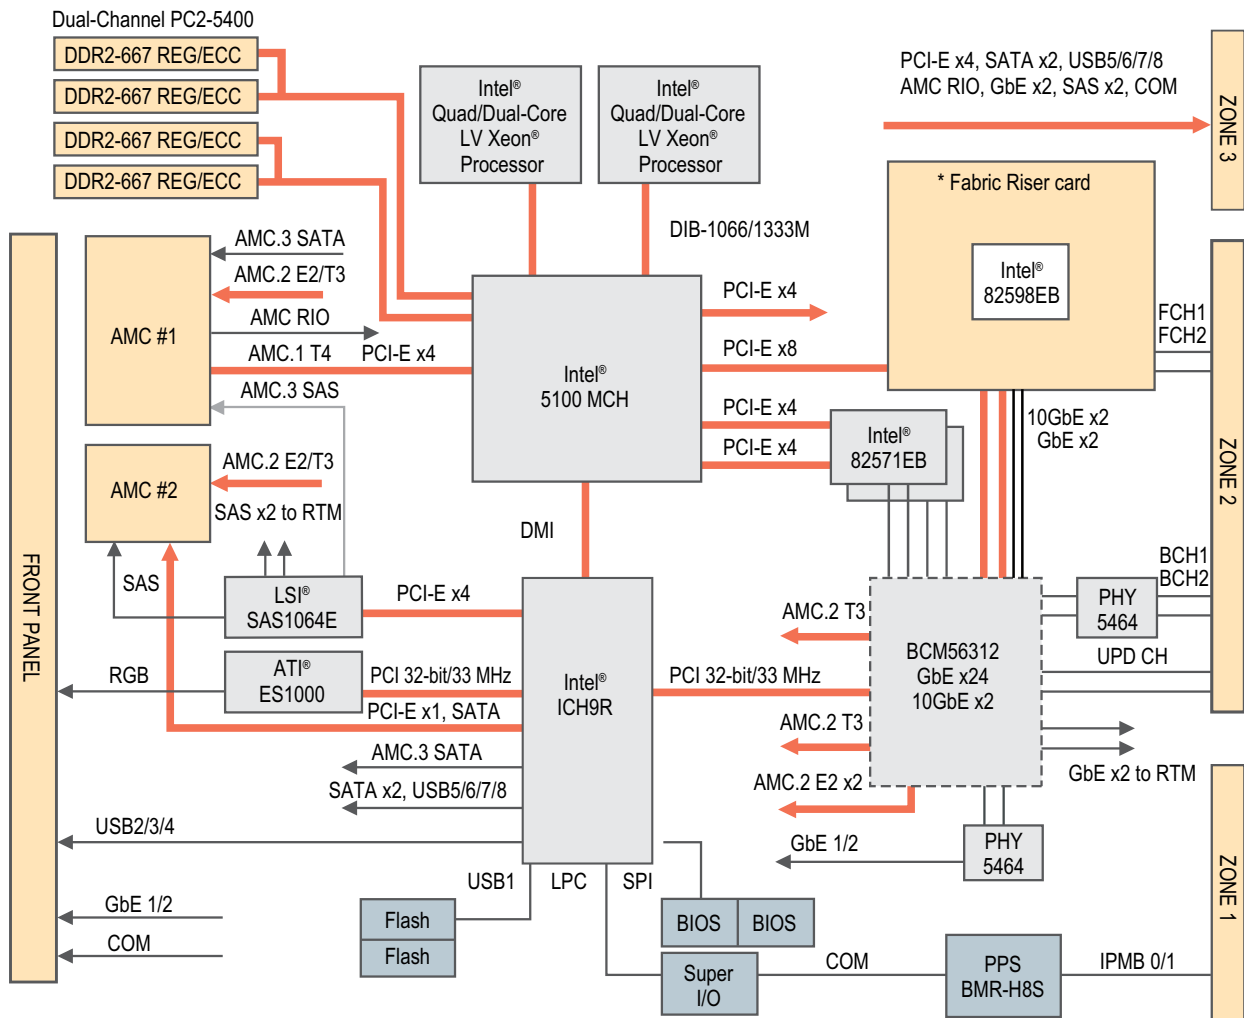 Dual-Channel PC2-5400
DDR2-667 REG/ECC
DDR2-667 REG/ECC
DDR2-667 REG/ECC
DDR2-667 REG/ECC
Intel®
Quad/Dual-Core
LV Xeon®
Processor
Intel®
Quad/Dual-Core
LV Xeon®
Processor
PCI-E x4, SATA x2, USB5/6/7/8
AMC RIO, GbE x2, SAS x2, COM
ZONE 3
* Fabric Riser card
Intel®
82598EB
DIB-1066/1333M
AMC #1
AMC.3 SATA
AMC.2 E2/T3
AMC RIO
AMC.1 T4
PCI-E x4
AMC.3 SAS
Intel®
5100 MCH
PCI-E x4
PCI-E x8
PCI-E x4
PCI-E x4
FCH1
FCH2
10GbE x2
GbE x2
Intel®
82571EB
ZONE 2
AMC #2
AMC.2 E2/T3
SAS x2 to RTM
DMI
SAS
LSI®
SAS1064E
PCI-E x4
FRONT PANEL
RGB
ATI®
ES1000
PCI 32-bit/33 MHz
PCI-E x1, SATA
Intel®
ICH9R
PCI 32-bit/33 MHz
AMC.2 T3
BCM56312
GbE x24
10GbE x2
PHY
5464
BCH1
BCH2
UPD CH
AMC.3 SATA
SATA x2, USB5/6/7/8
AMC.2 T3
AMC.2 E2 x2
GbE x2 to RTM
USB2/3/4
GbE 1/2
PHY
5464
USB1
LPC
SPI
GbE 1/2
COM
Flash
Flash
BIOS
BIOS
Super
I/O
COM
PPS
BMR-H8S
IPMB 0/1
ZONE 1